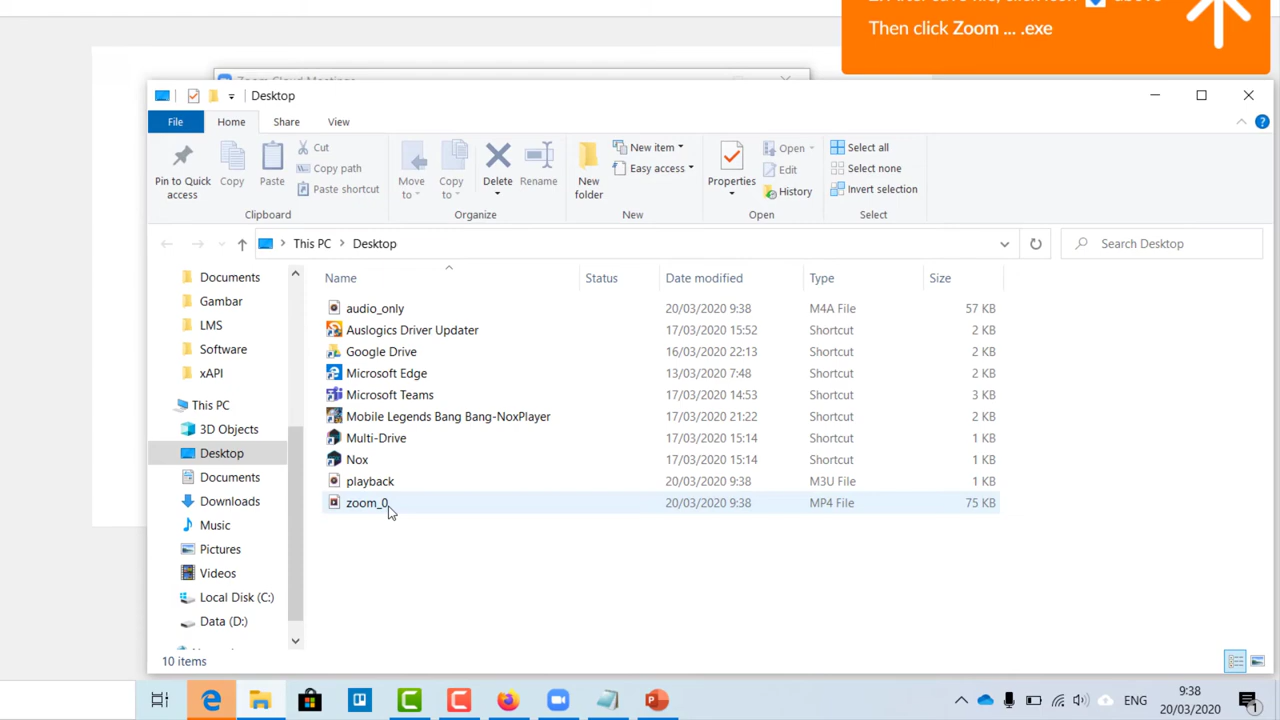 Then click Zoom ... .exe
Zoom Cloud Meetings
Desktop
File Home Share View
Pin to Quick access
Copy
Paste
Cut
Copy path
Paste shortcut
Clipboard
Move to
Copy to
Delete
Rename
Organize
New folder
New item
Easy access
New
Properties
Open
Edit
History
Open
Select all
Select none
Invert selection
Select
This PC > Desktop
Search Desktop
Documents
Gambar
LMS
Software
xAPI
This PC
3D Objects
Desktop
Documents
Downloads
Music
Pictures
Videos
Local Disk (C:)
Data (D:)
Name Status Date modified Type Size
audio_only 20/03/2020 9:38 M4A File 57 KB
Auslogics Driver Updater 17/03/2020 15:52 Shortcut 2 KB
Google Drive 16/03/2020 22:13 Shortcut 2 KB
Microsoft Edge 13/03/2020 7:48 Shortcut 2 KB
Microsoft Teams 17/03/2020 14:53 Shortcut 3 KB
Mobile Legends Bang Bang-NoxPlayer 17/03/2020 21:22 Shortcut 2 KB
Multi-Drive 17/03/2020 15:14 Shortcut 1 KB
Nox 17/03/2020 15:14 Shortcut 1 KB
playback 20/03/2020 9:38 M3U File 1 KB
zoom_0 20/03/2020 9:38 MP4 File 75 KB
10 items
ENG
9:38
20/03/2020